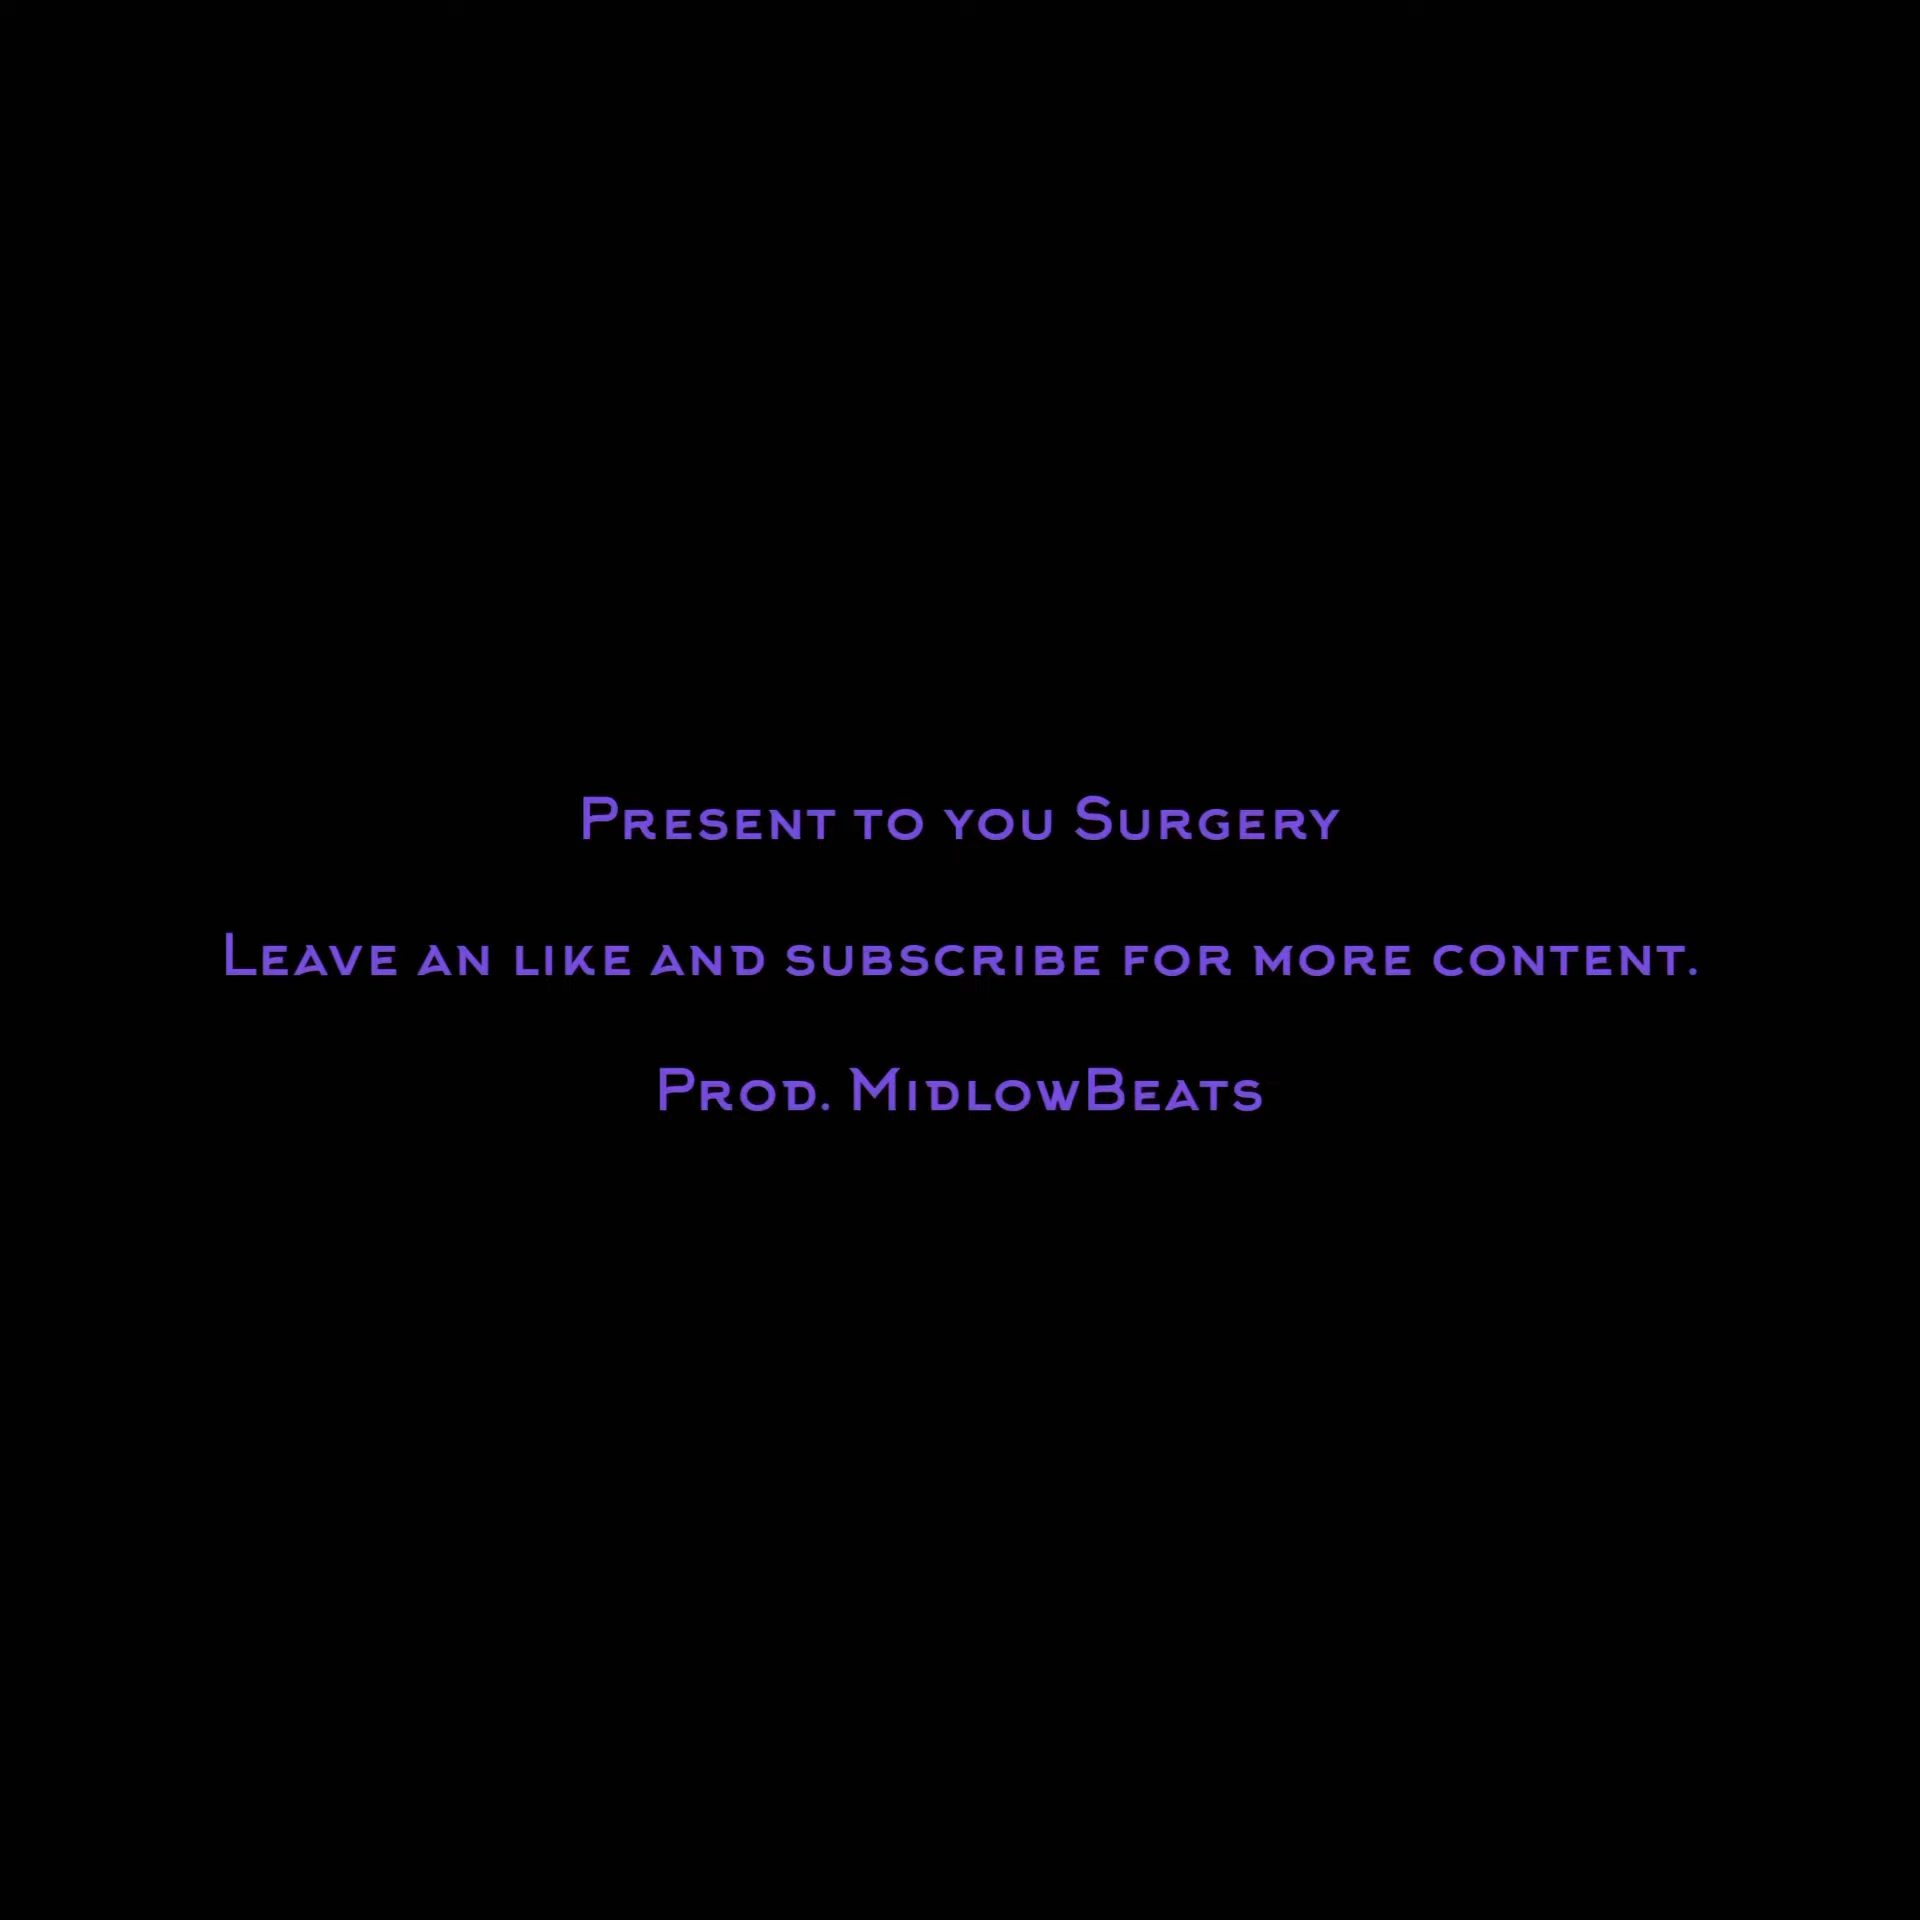 Present to you Surgery
Leave an like and subscribe for more content.
Prod. MidlowBeats